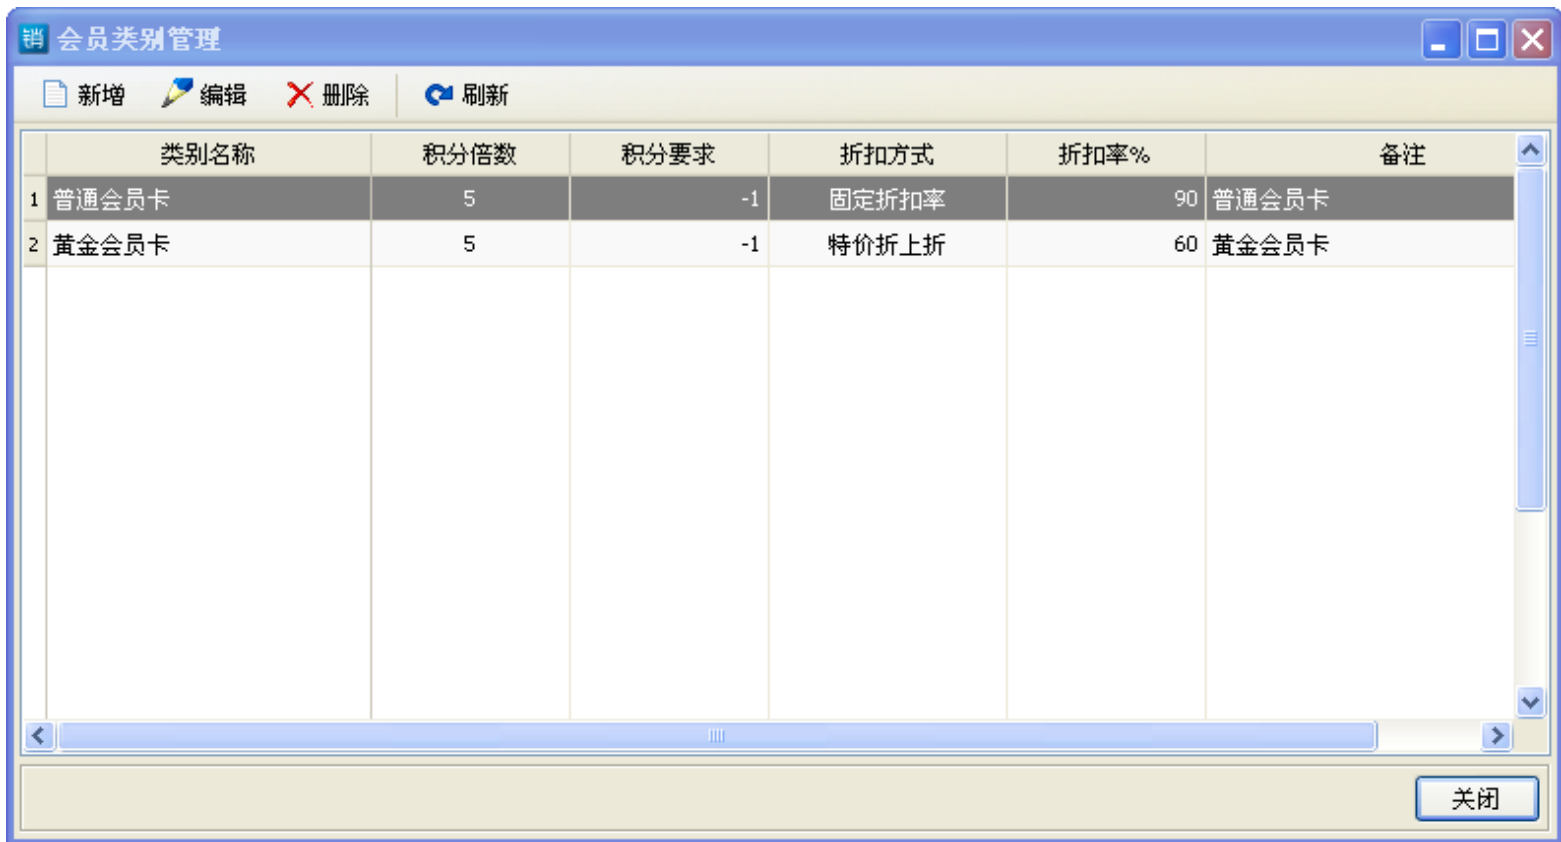 销 会员类别管理
新增 编辑 删除 刷新
类别名称 积分倍数 积分要求 折扣方式 折扣率% 备注
1 普通会员卡 5 -1 固定折扣率 90 普通会员卡
2 黄金会员卡 5 -1 特价折上折 60 黄金会员卡
关闭